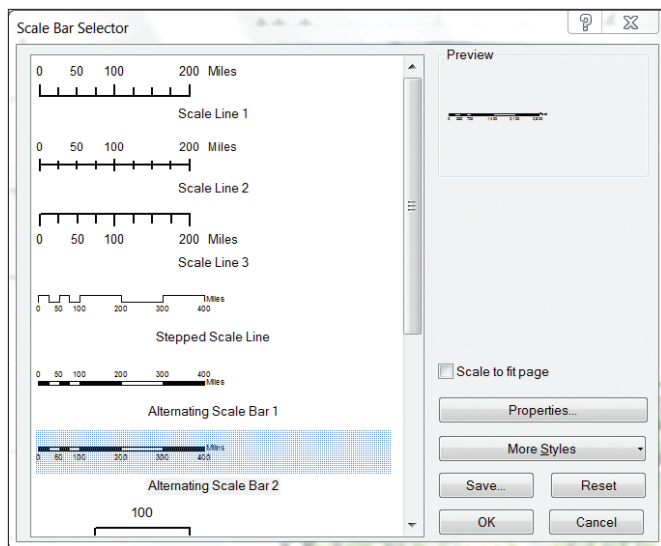 Scale Bar Selector
0 50 100 200 Miles
Scale Line 1
0 50 100 200 Miles
Scale Line 2
0 50 100 200 Miles
Scale Line 3
Miles
0 50 100 200 300 400
Stepped Scale Line
0 50 100 200 300 400
Miles
Alternating Scale Bar 1
Miles
0 50 100 200 300 400
Alternating Scale Bar 2
100
Preview
Scale to fit page
Properties...
More Styles
Save...
Reset
OK
Cancel